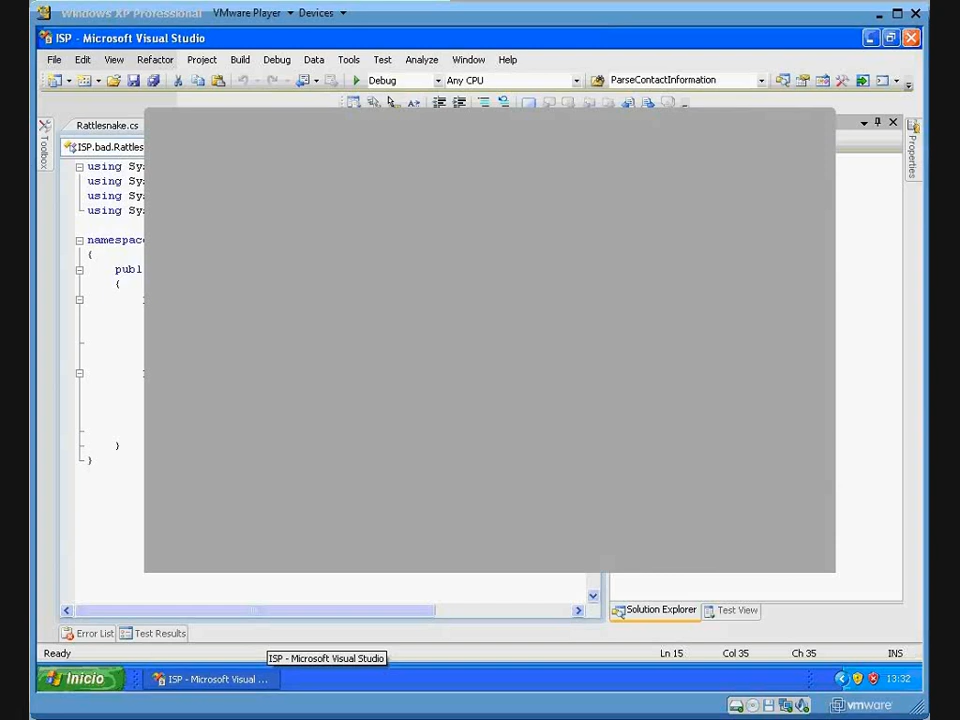 Windows XP Professional VMware Player Devices
ISP - Microsoft Visual Studio
File Edit View Refactor Project Build Debug Data Tools Test Analyze Window Help
Debug Any CPU ParseContactInformation
Rattlesnake.cs
ISP.bad.Rattles
Toolbox
Properties
using Sy
using Sy
using Sy
using Sy
namespac
{
publ
{
}
}
Solution Explorer Test View
Error List Test Results
Ready Ln 15 Col 35 Ch 35 INS
ISP - Microsoft Visual Studio
Inicio ISP - Microsoft Visual ... 13:32
vmware